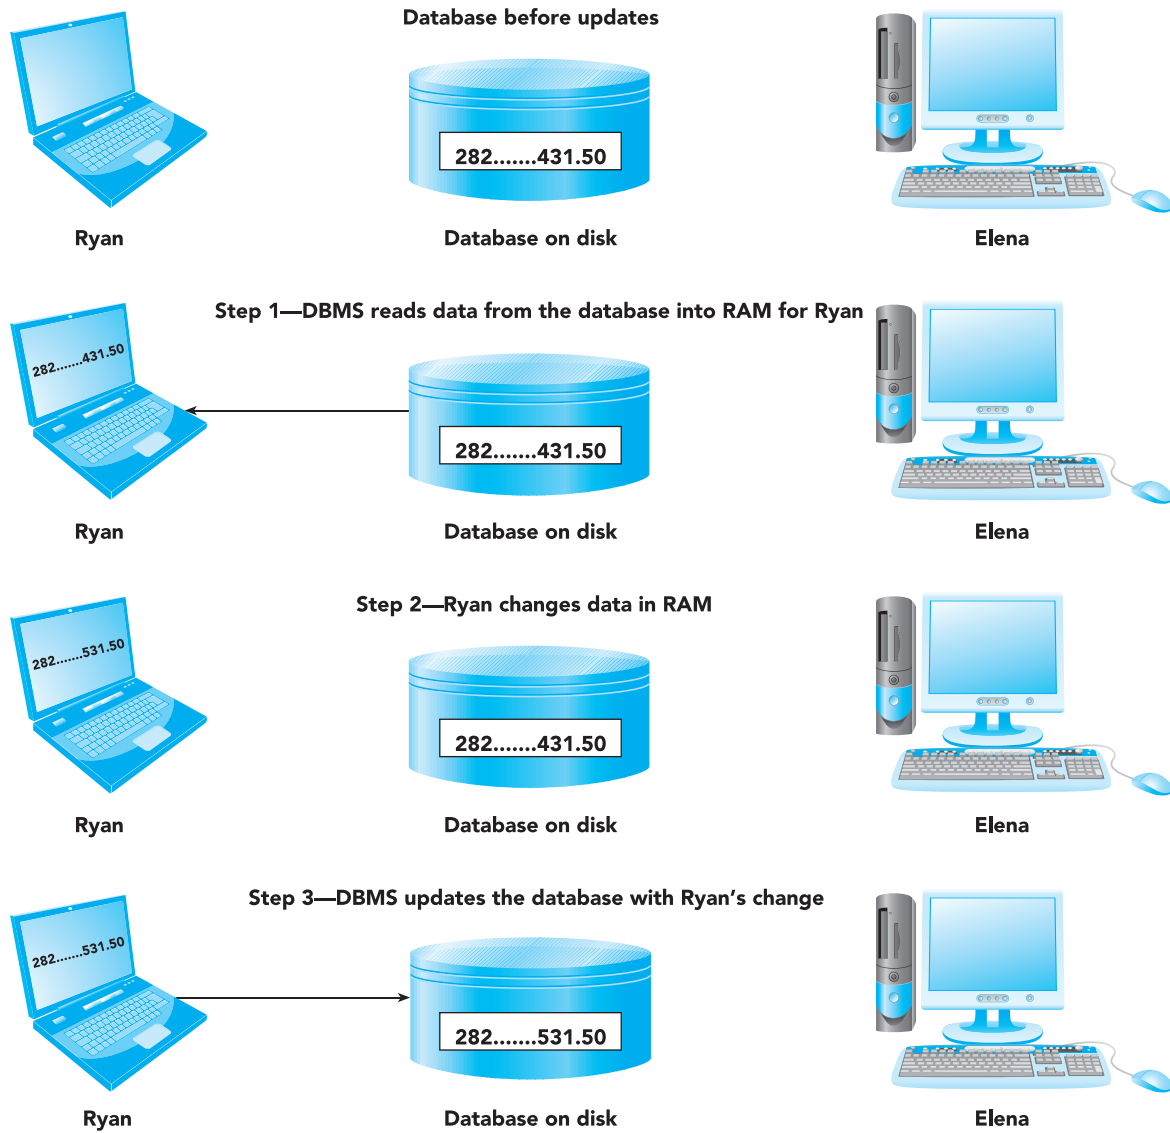 Database before updates
282.......431.50
Ryan
Database on disk
Elena
Step 1—DBMS reads data from the database into RAM for Ryan
282.......431.50
282.......431.50
Ryan
Database on disk
Elena
Step 2—Ryan changes data in RAM
282.......531.50
282.......431.50
Ryan
Database on disk
Elena
Step 3—DBMS updates the database with Ryan’s change
282.......531.50
282.......531.50
Ryan
Database on disk
Elena